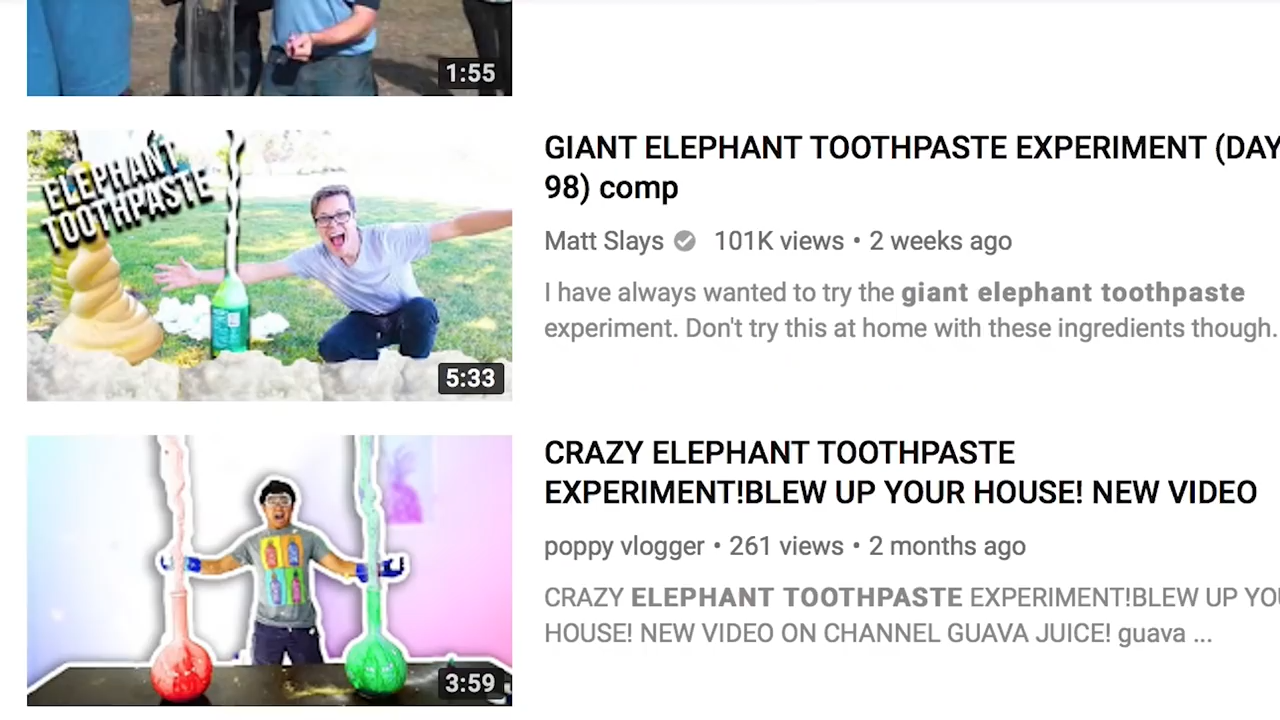 1:55
ELEPHANT
TOOTHPASTE
5:33
GIANT ELEPHANT TOOTHPASTE EXPERIMENT (DAY
98) comp
Matt Slays 101K views • 2 weeks ago
I have always wanted to try the giant elephant toothpaste
experiment. Don't try this at home with these ingredients though.
3:59
CRAZY ELEPHANT TOOTHPASTE
EXPERIMENT!BLEW UP YOUR HOUSE! NEW VIDEO
poppy vlogger • 261 views • 2 months ago
CRAZY ELEPHANT TOOTHPASTE EXPERIMENT!BLEW UP YOU
HOUSE! NEW VIDEO ON CHANNEL GUAVA JUICE! guava ...